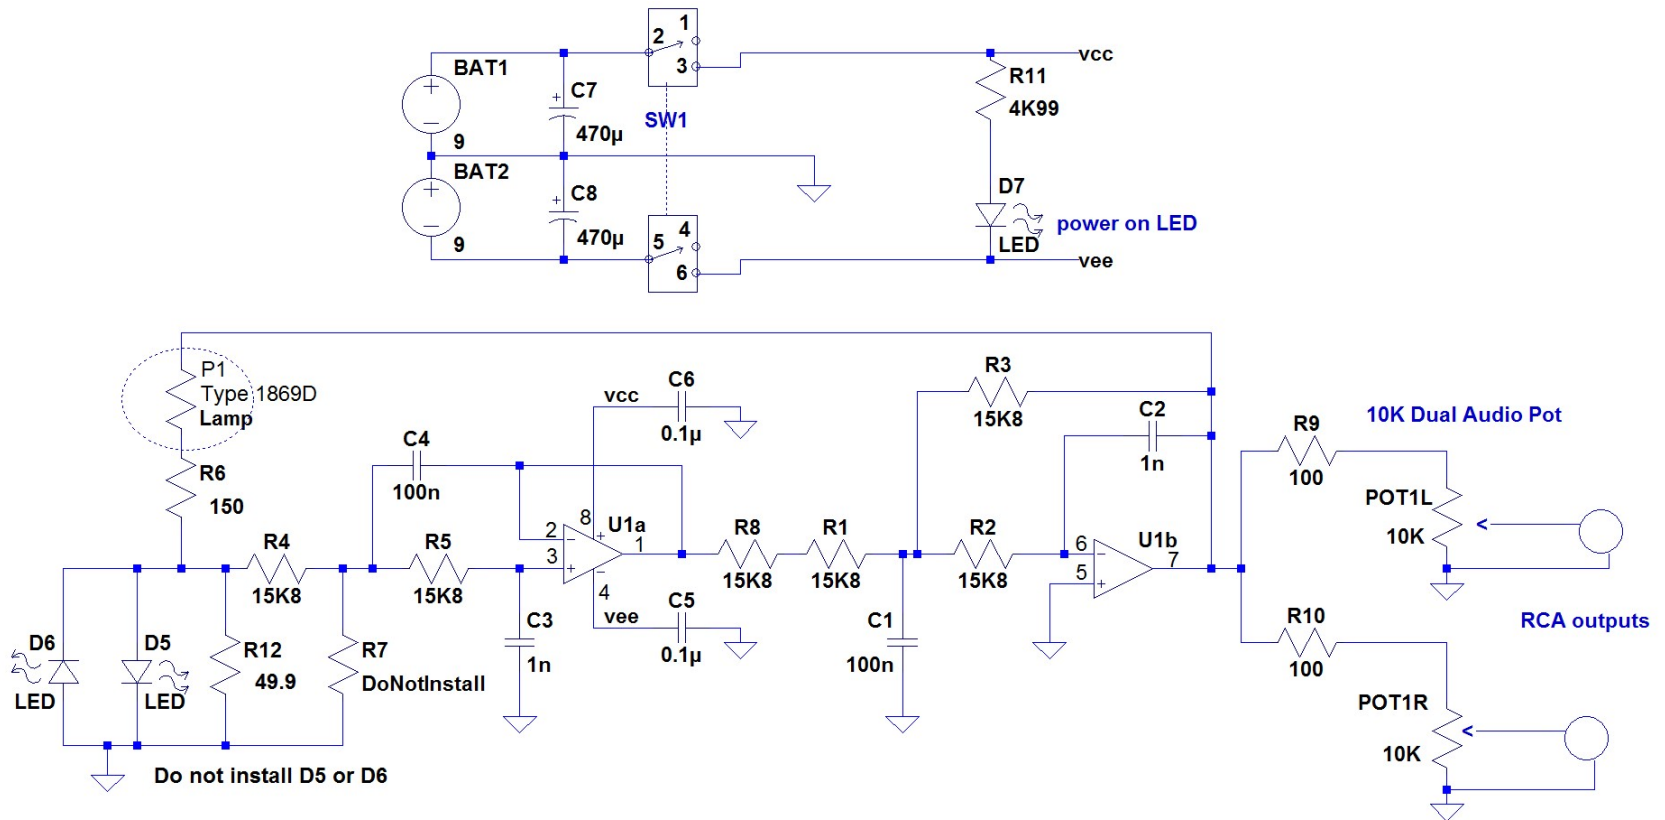 BAT1
9
BAT2
9
C7
470µ
C8
470µ
2
1
3
SW1
5
4
6
vcc
R11
4K99
D7
LED
power on LED
vee
P1
Type 1869D
Lamp
R6
150
C4
100n
vcc
C6
0.1µ
R3
15K8
C2
1n
R9
100
10K Dual Audio Pot
POT1L
10K
<
R4
15K8
R5
15K8
2
3
8
U1a
1
4
vee
C5
0.1µ
R8
15K8
R1
15K8
R2
15K8
6
5
U1b
7
D6
LED
D5
LED
R12
49.9
R7
DoNotInstall
C3
1n
C1
100n
R10
100
RCA outputs
POT1R
10K
<
Do not install D5 or D6